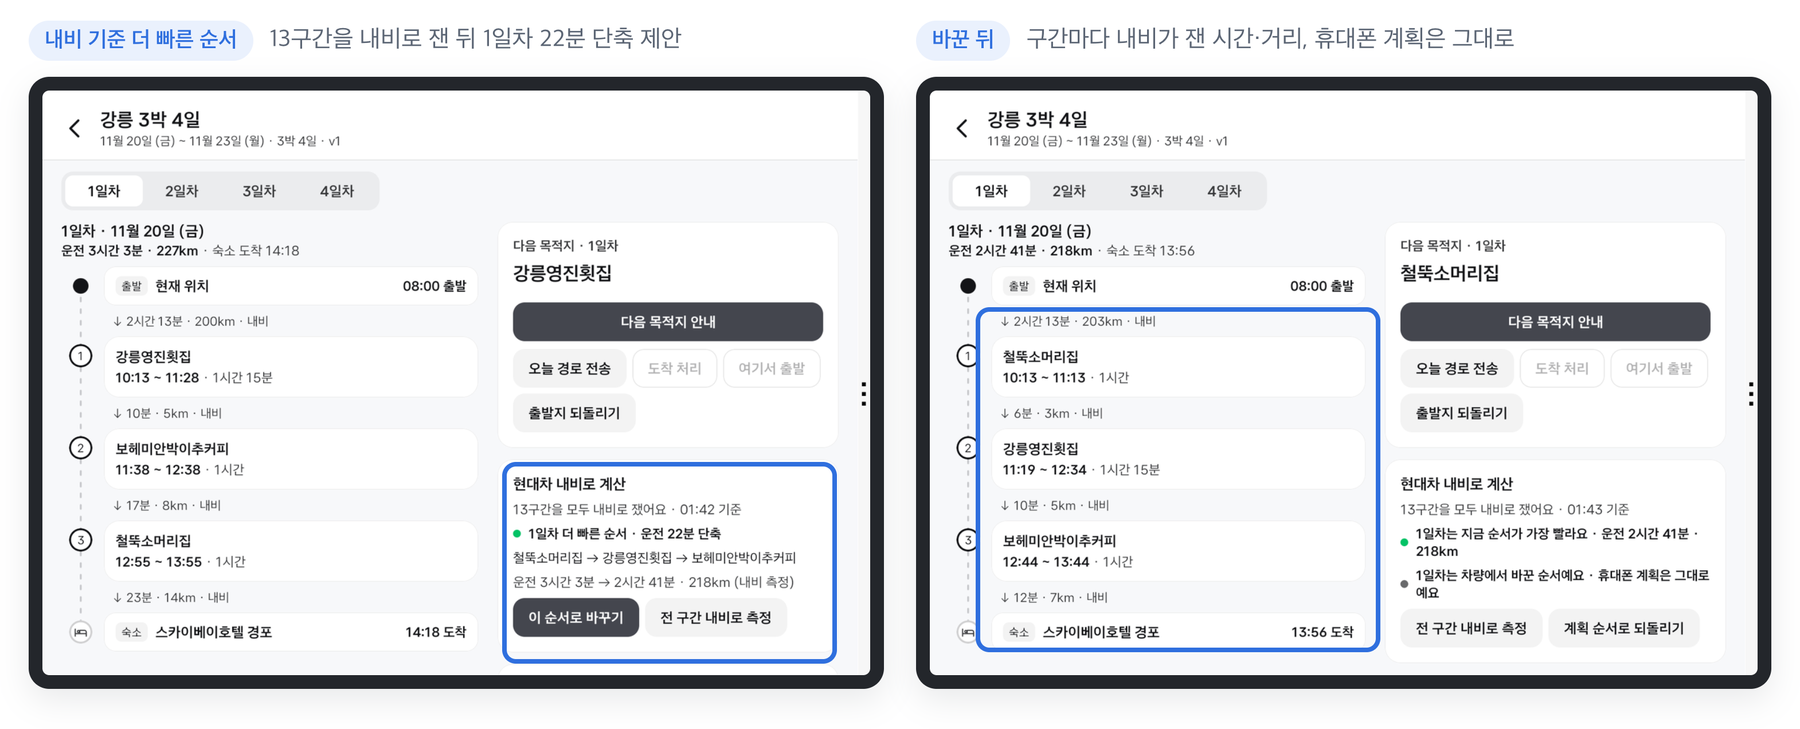 내비 기준 더 빠른 순서
13구간을 내비로 잰 뒤 1일차 22분 단축 제안
강릉 3박 4일
11월 20일 (금) ~ 11월 23일 (월) · 3박 4일 · v1
1일차
2일차
3일차
4일차
1일차 · 11월 20일 (금)
운전 3시간 3분 · 227km · 숙소 도착 14:18
출발 현재 위치 08:00 출발
↓ 2시간 13분 · 200km · 내비
1
강릉영진횟집
10:13 ~ 11:28 · 1시간 15분
↓ 10분 · 5km · 내비
2
보헤미안박이추커피
11:38 ~ 12:38 · 1시간
↓ 17분 · 8km · 내비
3
철뚝소머리집
12:55 ~ 13:55 · 1시간
↓ 23분 · 14km · 내비
숙소 스카이베이호텔 경포 14:18 도착
다음 목적지 · 1일차
강릉영진횟집
다음 목적지 안내
오늘 경로 전송
도착 처리
여기서 출발
출발지 되돌리기
현대차 내비로 계산
13구간을 모두 내비로 쟀어요 · 01:42 기준
1일차 더 빠른 순서 · 운전 22분 단축
철뚝소머리집 → 강릉영진횟집 → 보헤미안박이추커피
운전 3시간 3분 → 2시간 41분 · 218km (내비 측정)
이 순서로 바꾸기
전 구간 내비로 측정
바꾼 뒤
구간마다 내비가 잰 시간·거리, 휴대폰 계획은 그대로
강릉 3박 4일
11월 20일 (금) ~ 11월 23일 (월) · 3박 4일 · v1
1일차
2일차
3일차
4일차
1일차 · 11월 20일 (금)
운전 2시간 41분 · 218km · 숙소 도착 13:56
출발 현재 위치 08:00 출발
↓ 2시간 13분 · 203km · 내비
1
철뚝소머리집
10:13 ~ 11:13 · 1시간
↓ 6분 · 3km · 내비
2
강릉영진횟집
11:19 ~ 12:34 · 1시간 15분
↓ 10분 · 5km · 내비
3
보헤미안박이추커피
12:44 ~ 13:44 · 1시간
↓ 12분 · 7km · 내비
숙소 스카이베이호텔 경포 13:56 도착
다음 목적지 · 1일차
철뚝소머리집
다음 목적지 안내
오늘 경로 전송
도착 처리
여기서 출발
출발지 되돌리기
현대차 내비로 계산
13구간을 모두 내비로 쟀어요 · 01:43 기준
1일차는 지금 순서가 가장 빨라요 · 운전 2시간 41분 ·
218km
1일차는 차량에서 바꾼 순서예요 · 휴대폰 계획은 그대로
예요
전 구간 내비로 측정
계획 순서로 되돌리기